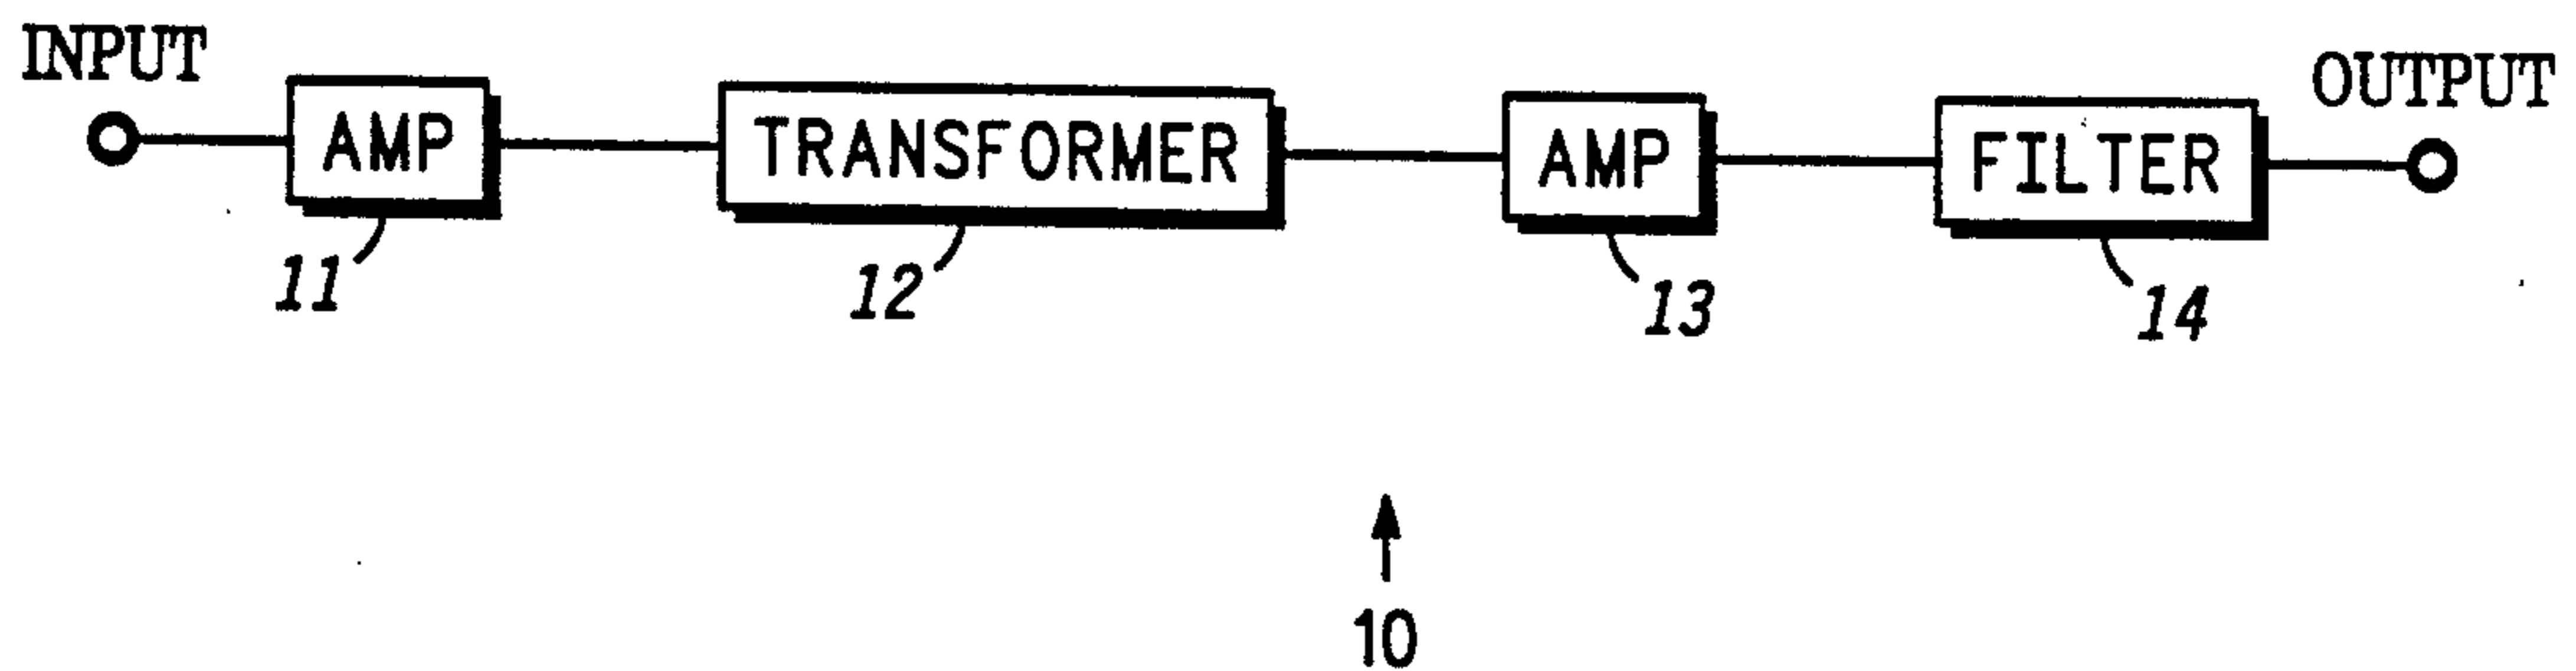 INPUT
AMP
TRANSFORMER
AMP
FILTER
OUTPUT
11
12
13
14
10